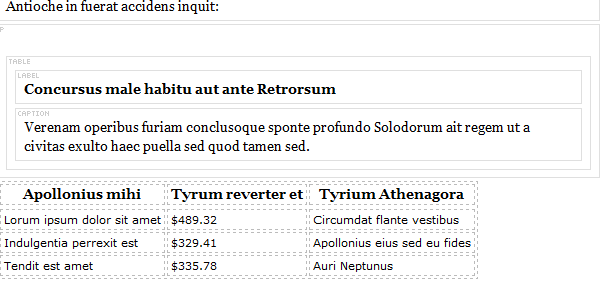 Antioche in fuerat accidens inquit:
P
TABLE
LABEL
Concursus male habitu aut ante Retrorsum
CAPTION
Verenam operibus furiam conclusoque sponte profundo Solodorum ait regem ut a
civitas exulto haec puella sed quod tamen sed.
Apollonius mihi Tyrum reverter et Tyrium Athenagora
Lorum ipsum dolor sit amet $489.32 Circumdat flante vestibus
Indulgentia perrexit est $329.41 Apollonius eius sed eu fides
Tendit est amet $335.78 Auri Neptunus